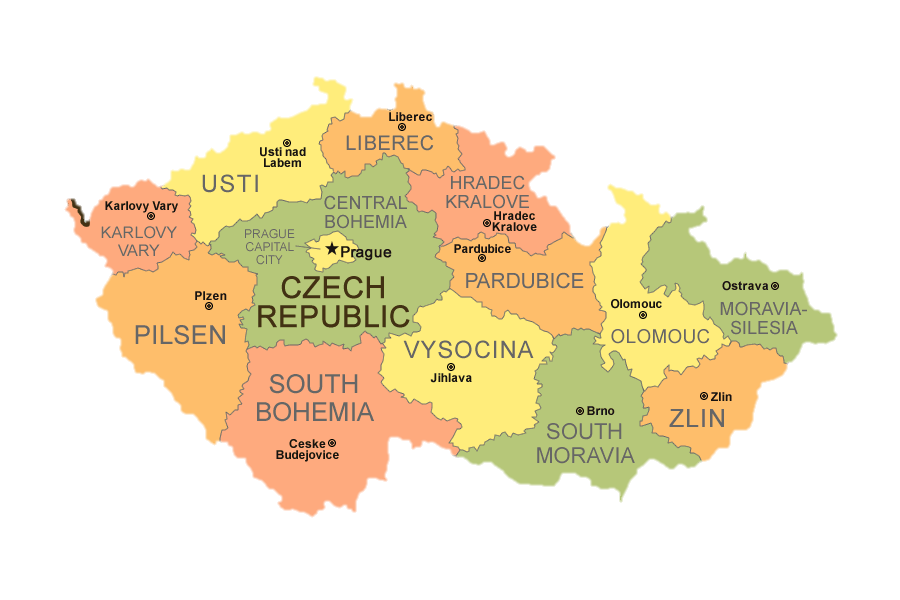 Liberec
LIBEREC
Usti nad
Labem
USTI
HRADEC
KRALOVE
Hradec
Kralove
Karlovy Vary
KARLOVY
VARY
CENTRAL
BOHEMIA
PRAGUE
CAPITAL
CITY
Prague
CZECH
REPUBLIC
Pardubice
PARDUBICE
Plzen
PILSEN
Olomouc
OLOMOUC
Ostrava
MORAVIA-
SILESIA
VYSOCINA
Jihlava
SOUTH
BOHEMIA
Ceske
Budejovice
Brno
SOUTH
MORAVIA
Zlin
ZLIN